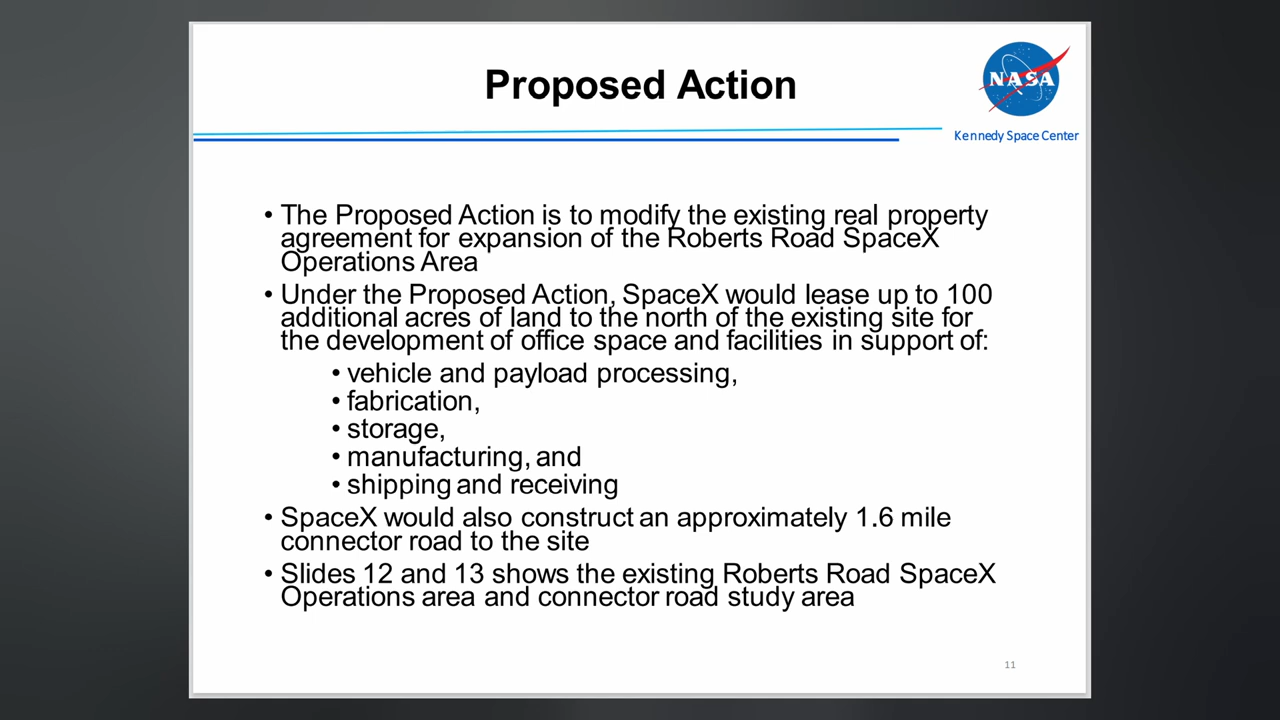 Proposed Action
NASA
Kennedy Space Center
• The Proposed Action is to modify the existing real property
agreement for expansion of the Roberts Road SpaceX
Operations Area
• Under the Proposed Action, SpaceX would lease up to 100
additional acres of land to the north of the existing site for
the development of office space and facilities in support of:
• vehicle and payload processing,
• fabrication,
• storage,
• manufacturing, and
• shipping and receiving
• SpaceX would also construct an approximately 1.6 mile
connector road to the site
• Slides 12 and 13 shows the existing Roberts Road SpaceX
Operations area and connector road study area
11